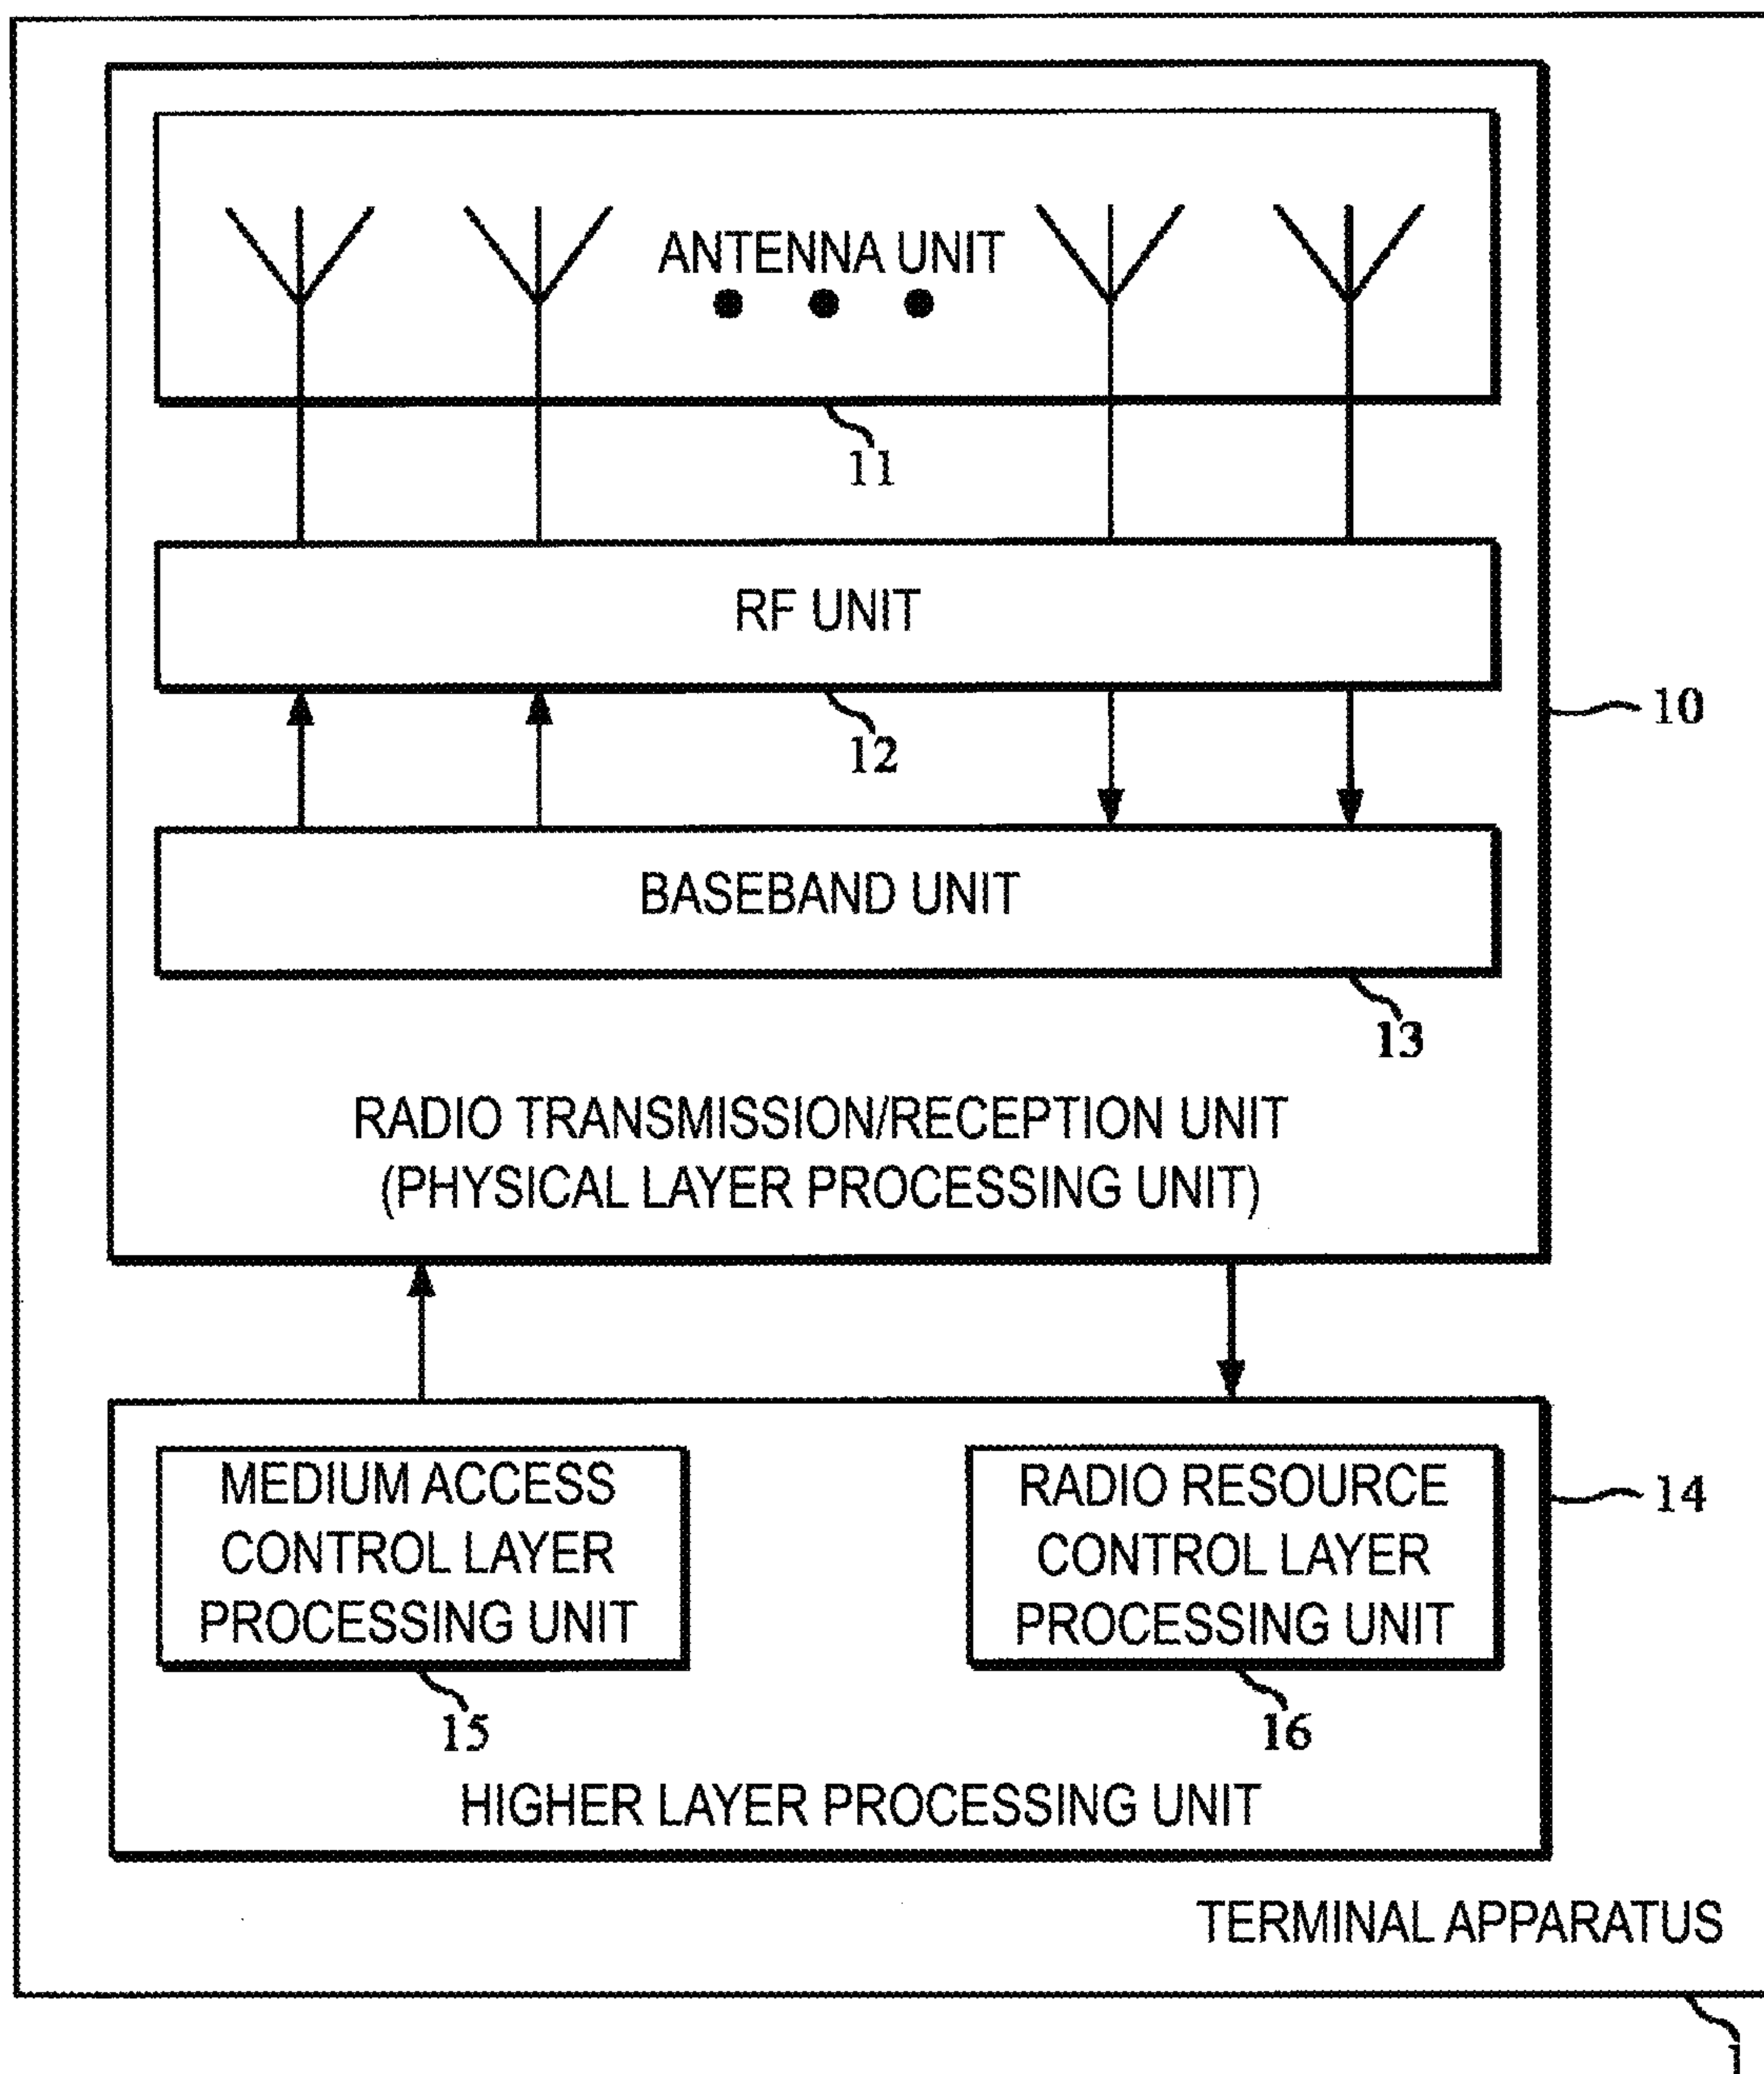 ANTENNA UNIT
11
RF UNIT
12
10
BASEBAND UNIT
13
RADIO TRANSMISSION/RECEPTION UNIT
(PHYSICAL LAYER PROCESSING UNIT)
MEDIUM ACCESS
CONTROL LAYER
PROCESSING UNIT
15
RADIO RESOURCE
CONTROL LAYER
PROCESSING UNIT
16
14
HIGHER LAYER PROCESSING UNIT
TERMINAL APPARATUS